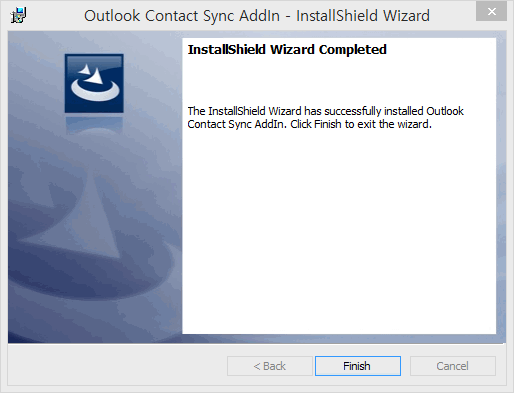 Outlook Contact Sync AddIn - InstallShield Wizard
InstallShield Wizard Completed
The InstallShield Wizard has successfully installed Outlook
Contact Sync AddIn. Click Finish to exit the wizard.
< Back
Finish
Cancel